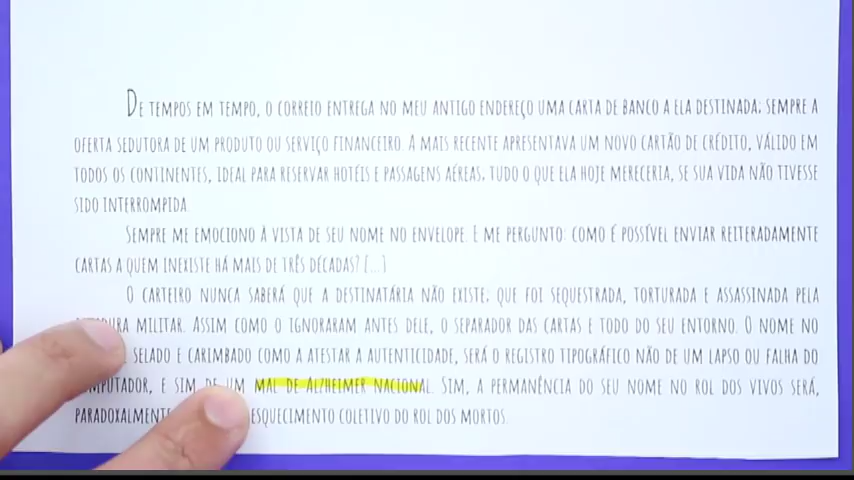 DE TEMPOS EM TEMPO, O CORREIO ENTREGA NO MEU ANTIGO ENDEREÇO UMA CARTA DE BANCO A ELA DESTINADA; SEMPRE A
OFERTA SEDUTORA DE UM PRODUTO OU SERVIÇO FINANCEIRO. A MAIS RECENTE APRESENTAVA UM NOVO CARTÃO DE CRÉDITO, VÁLIDO EM
TODOS OS CONTINENTES, IDEAL PARA RESERVAR HOTÉIS E PASSAGENS AÉREAS; TUDO O QUE ELA HOJE MERECERIA, SE SUA VIDA NÃO TIVESSE
SIDO INTERROMPIDA.
SEMPRE ME EMOCIONO À VISTA DE SEU NOME NO ENVELOPE. E ME PERGUNTO: COMO É POSSÍVEL ENVIAR REITERADAMENTE
CARTAS A QUEM INEXISTE HÁ MAIS DE TRÊS DÉCADAS? [...]
O CARTEIRO NUNCA SABERÁ QUE A DESTINATÁRIA NÃO EXISTE; QUE FOI SEQUESTRADA, TORTURADA E ASSASSINADA PELA
MILITAR. ASSIM COMO O IGNORARAM ANTES DELE, O SEPARADOR DAS CARTAS E TODO DO SEU ENTORNO. O NOME NO
SELADO E CARIMBADO COMO A ATESTAR A AUTENTICIDADE, SERÁ O REGISTRO TIPOGRÁFICO NÃO DE UM LAPSO OU FALHA DO
E SIM DE UM MAL DE ALZHEIMER NACIONAL. SIM, A PERMANÊNCIA DO SEU NOME NO ROL DOS VIVOS SERÁ,
PARADOXALMENTE ESQUECIMENTO COLETIVO DO ROL DOS MORTOS.